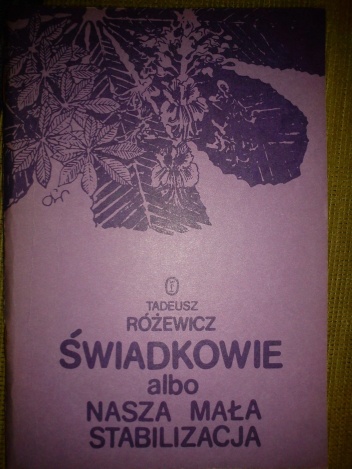 TADEUSZ
RÓŻEWICZ
ŚWIADKOWIE
albo
NASZA MAŁA
STABILIZACJA